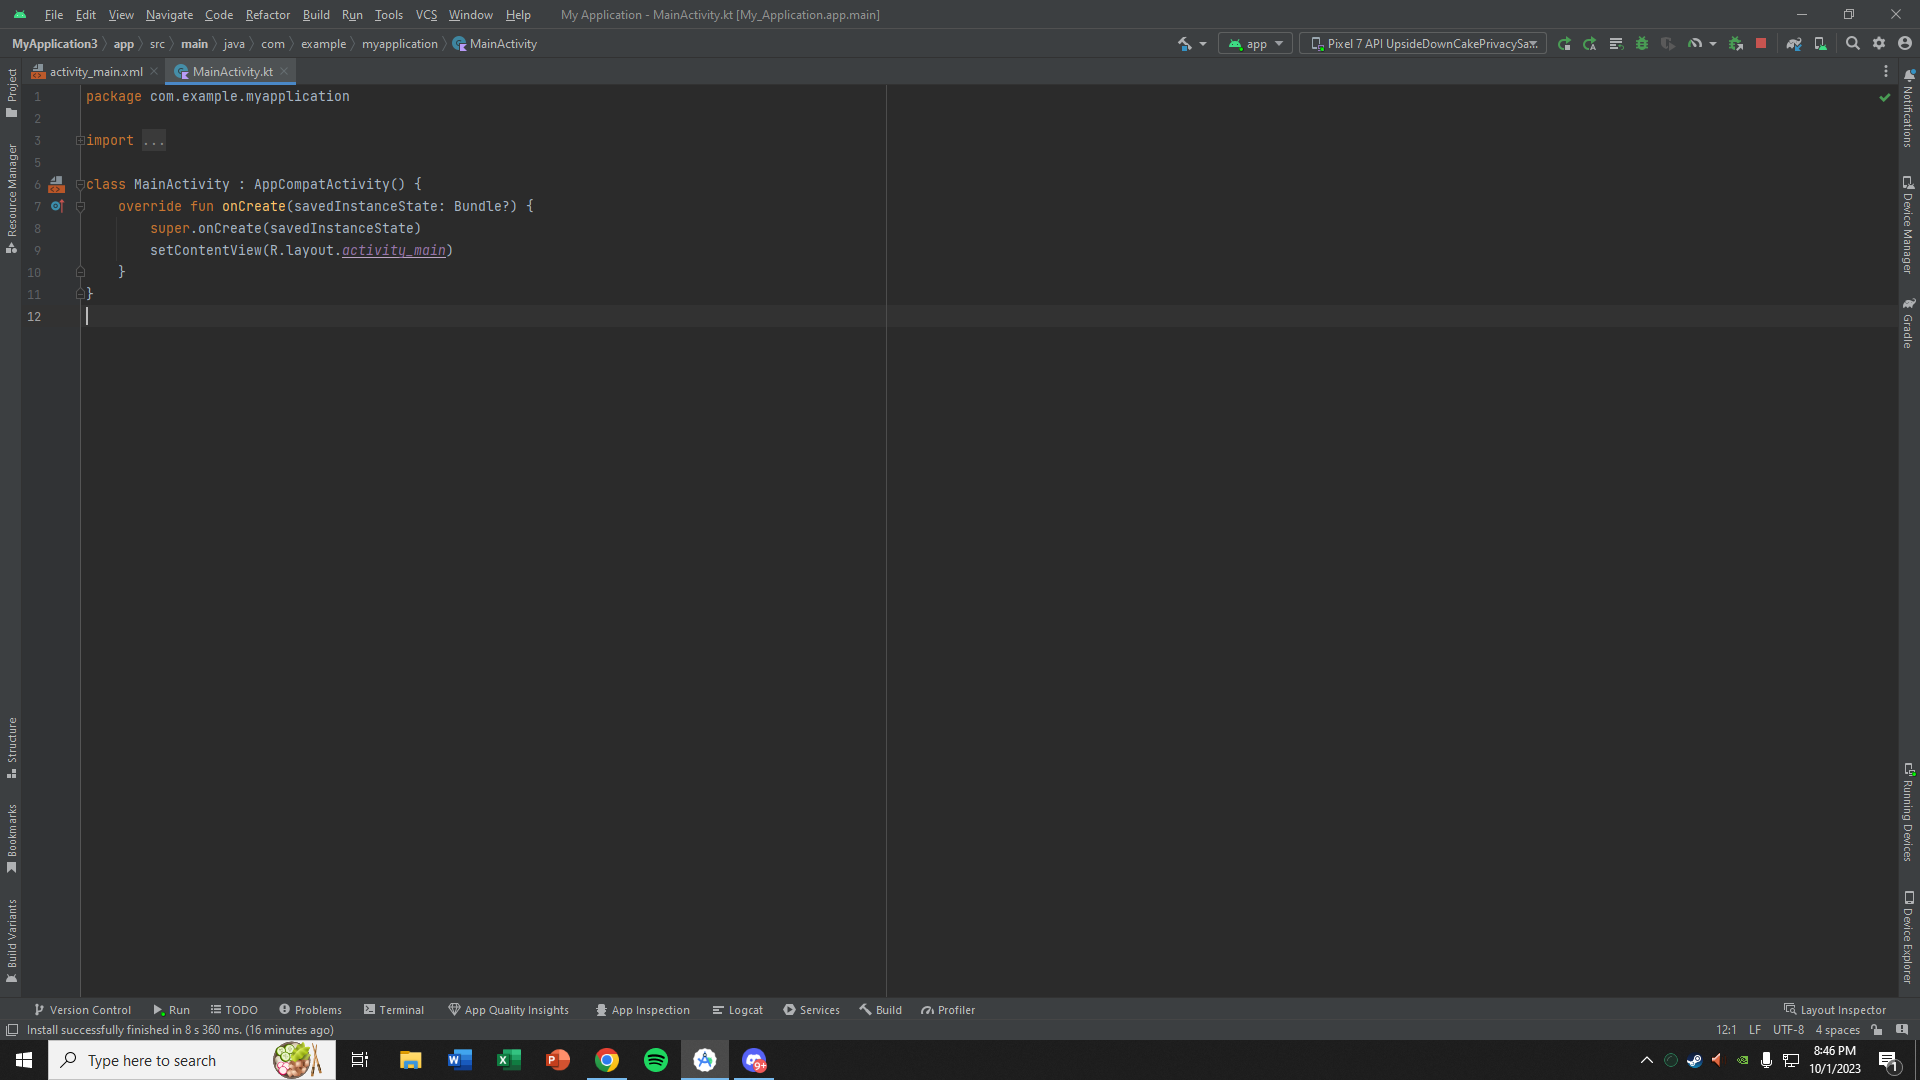 File Edit View Navigate Code Refactor Build Run Tools VCS Window Help My Application - MainActivity.kt [My_Application.app.main]
MyApplication3 app src main java com example myapplication MainActivity app Pixel 7 API UpsideDownCakePrivacySa...
activity_main.xml MainActivity.kt
1 package com.example.myapplication
2
3 import ...
5
6 class MainActivity : AppCompatActivity() {
7 override fun onCreate(savedInstanceState: Bundle?) {
8 super.onCreate(savedInstanceState)
9 setContentView(R.layout.activity_main)
10 }
11 }
12
Project
Resource Manager
Structure
Bookmarks
Build Variants
Notifications
Device Manager
Gradle
Running Devices
Device Explorer
Version Control Run TODO Problems Terminal App Quality Insights App Inspection Logcat Services Build Profiler Layout Inspector
Install successfully finished in 8 s 360 ms. (16 minutes ago) 12:1 LF UTF-8 4 spaces
Type here to search 9+ 8:46 PM
10/1/2023 1